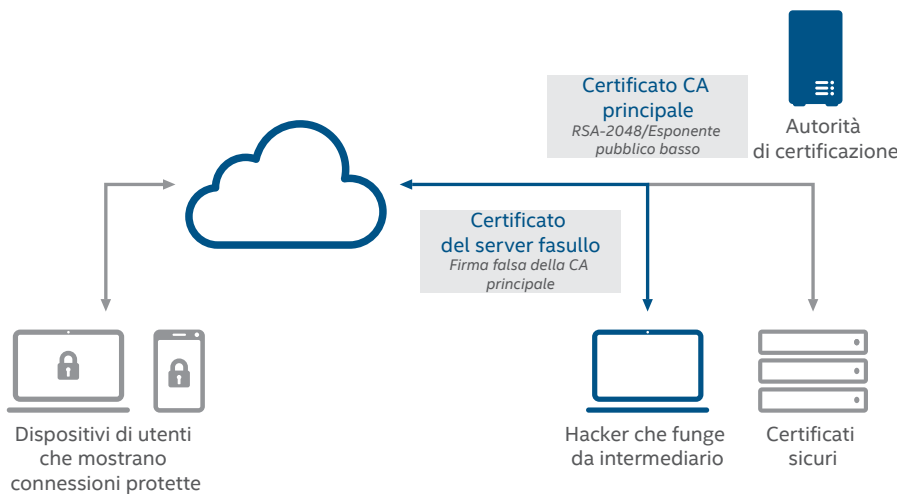 Certificato CA
principale
RSA-2048/Esponente
pubblico basso
Autorità
di certificazione
Certificato
del server fasullo
Firma falsa della CA
principale
Dispositivi di utenti
che mostrano
connessioni protette
Hacker che funge
da intermediario
Certificati
sicuri